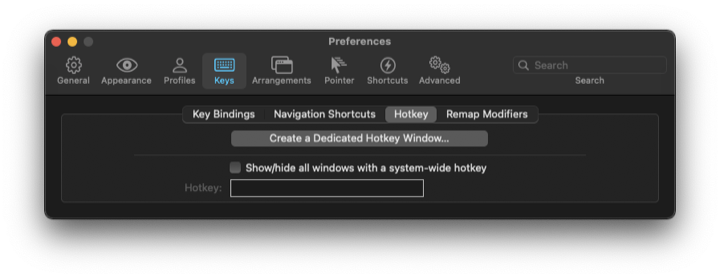 Preferences
General Appearance Profiles Keys Arrangements Pointer Shortcuts Advanced Search
Search
Key Bindings Navigation Shortcuts Hotkey Remap Modifiers
Create a Dedicated Hotkey Window...
Show/hide all windows with a system-wide hotkey
Hotkey: